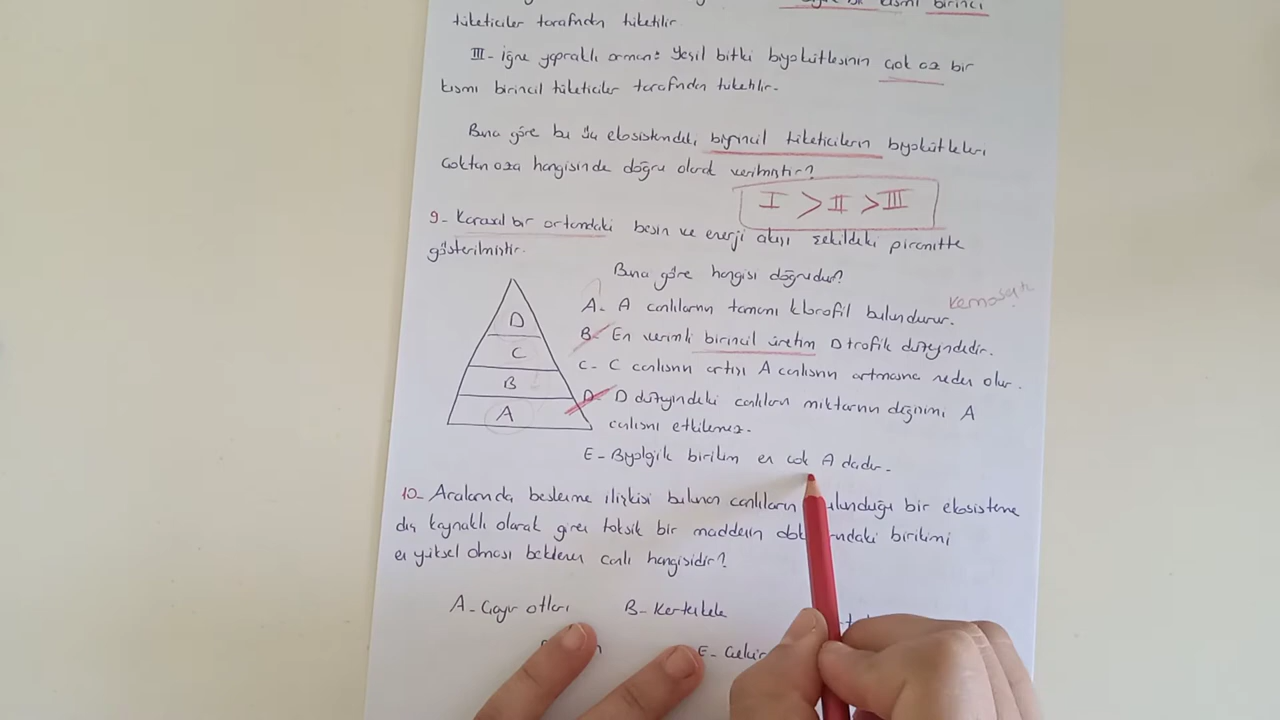 birinci
tüketiciler tarafından tüketilir.
III- iğne yapraklı orman: Yeşil bitki biyokütlesinin çok az bir
kısmı birincil tüketiciler tarafından tüketilir.
Buna göre bu üç ekosistemdeki, birincil tüketicilerin biyokütleleri
çoktan aza hangisinde doğru olarak verilmiştir?
I > II > III
9- Karasal bir ortamdaki besin ve enerji akışı şekildeki piramitte
gösterilmiştir.
Buna göre hangisi doğrudur?
D
C
B
A
A- A canlılarının tamamı klorofil bulundurur.
B- En verimli birincil üretim D trofik düzeyindedir.
C- C canlısının artışı A canlısının artmasına neden olur.
D- D düzeyindeki canlıların miktarının değişimi A
canlısını etkilemez.
E- Biyolojik birikim en çok A dadır.
10- Aralarında beslenme ilişkisi bulunan canlıların bulunduğu bir ekosisteme
dış kaynaklı olarak giren toksik bir maddenin birikimi
en yüksel olması beklenen canlı hangisidir?
A- Çayır otları
B- Kertenkele
E-